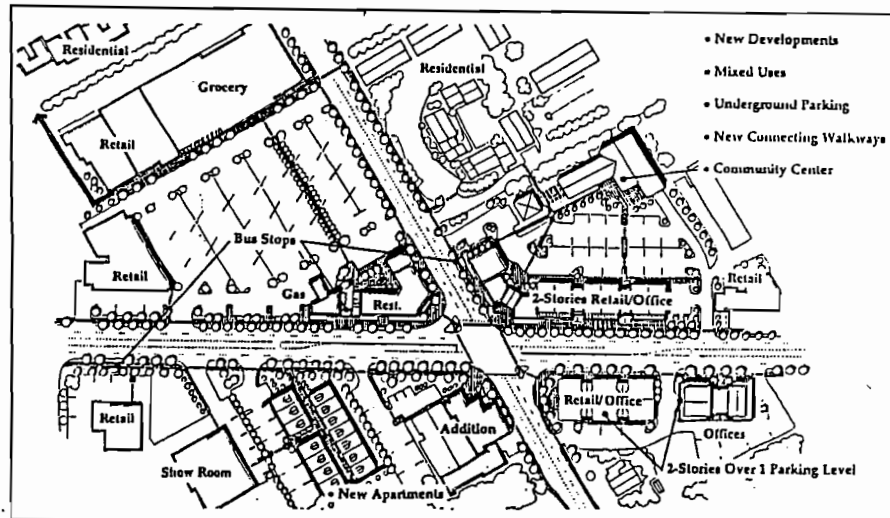 Residential
Grocery
Retail
Residential
• New Developments
• Mixed Uses
• Underground Parking
• New Connecting Walkways
• Community Center
Bus Stops
Retail
Gas
Rest.
2-Stories Retail/Office
Retail
Retail
Show Room
• New Apartments
Addition
Retail/Office
Offices
2-Stories Over 1 Parking Level